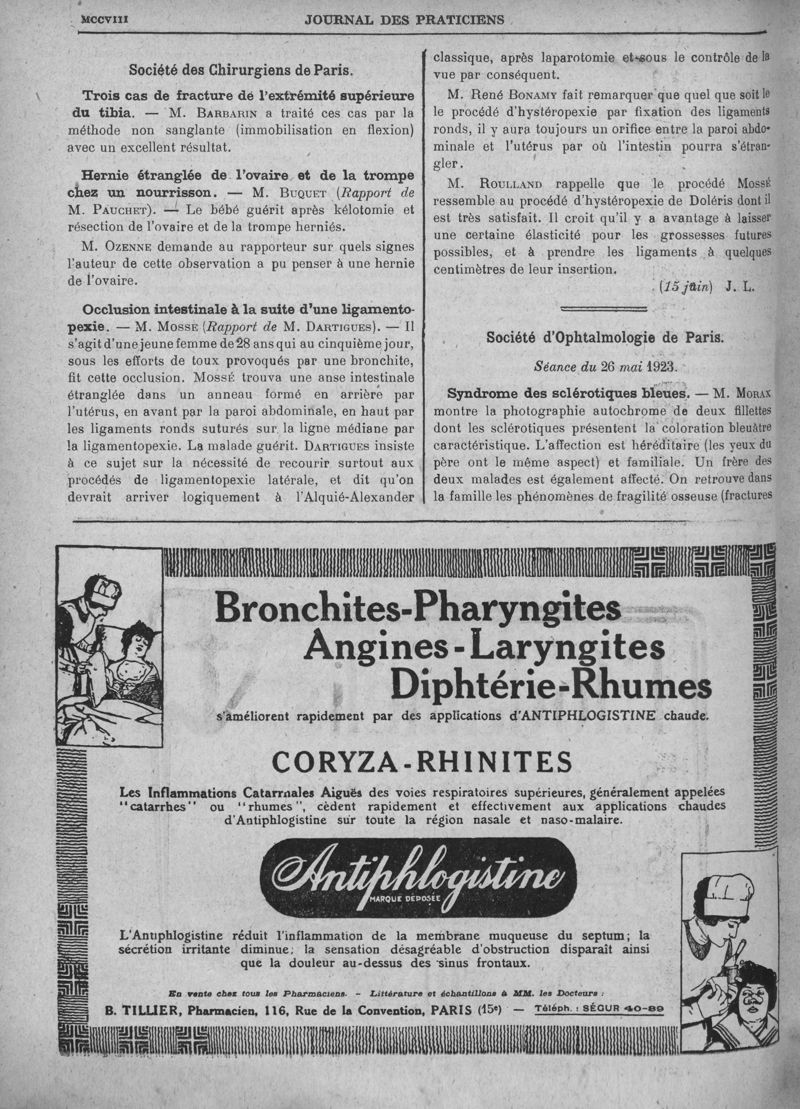 MCCVIII
JOURNAL DES PRATICIENS
Société des Chirurgiens de Paris.
Trois cas de fracture de l'extrémité supérieure
du tibia. — M. BARBARIN a traité ces cas par la
méthode non sanglante (immobilisation en flexion)
avec un excellent résultat.
Hernie étranglée de l'ovaire et de la trompe
chez un nourrisson. — M. BUQUET (Rapport de
M. PAUCHET). — Le bébé guérit après kélotomie et
résection de l'ovaire et de la trompe herniés.
M. OZENNE demande au rapporteur sur quels signes
l'auteur de cette observation a pu penser à une hernie
de l'ovaire.
Occlusion intestinale à la suite d'une ligamento-
pexie. — M. MOSSÉ (Rapport de M. DARTIGUES). — Il
s'agit d'une jeune femme de 28 ans qui au cinquième jour,
sous les efforts de toux provoqués par une bronchite,
fit cette occlusion. MOSSÉ trouva une anse intestinale
étranglée dans un anneau formé en arrière par
l'utérus, en avant par la paroi abdominale, en haut par
les ligaments ronds suturés sur la ligne médiane par
la ligamentopexie. La malade guérit. DARTIGUES insiste
à ce sujet sur la nécessité de recourir surtout aux
procédés de ligamentopexie latérale, et dit qu'on
devrait arriver logiquement à l'Alquié-Alexander
classique, après laparotomie et sous le contrôle de la
vue par conséquent.
M. René BONAMY fait remarquer que quel que soit le
le procédé d'hystéropexie par fixation des ligaments
ronds, il y aura toujours un orifice entre la paroi abdo-
minale et l'utérus par où l'intestin pourra s'étran-
gler.
M. ROULLAND rappelle que le procédé Mossé
ressemble au procédé d'hystéropexie de Doléris dont il
est très satisfait. Il croit qu'il y a avantage à laisser
une certaine élasticité pour les grossesses futures
possibles, et à prendre les ligaments à quelques
centimètres de leur insertion.
(15 juin) J. L.
Société d'Ophtalmologie de Paris.
Séance du 26 mai 1923.
Syndrome des sclérotiques bleues. — M. MORAX
montre la photographie autochrome de deux fillettes
dont les sclérotiques présentent la coloration bleuâtre
caractéristique. L'affection est héréditaire (les yeux du
père ont le même aspect) et familiale. Un frère des
deux malades est également affecté. On retrouve dans
la famille les phénomènes de fragilité osseuse (fractures
Bronchites-Pharyngites
Angines-Laryngites
Diphtérie-Rhumes
s'améliorent rapidement par des applications d'ANTIPHLOGISTINE chaude.
CORYZA-RHINITES
Les Inflammations Catarrhales Aiguës des voies respiratoires supérieures, généralement appelées
"catarrhes" ou "rhumes", cèdent rapidement et effectivement aux applications chaudes
d'Antiphlogistine sur toute la région nasale et naso-malaire.
Antiphlogistine
MARQUE DÉPOSÉE
L'Antiphlogistine réduit l'inflammation de la membrane muqueuse du septum; la
sécrétion irritante diminue; la sensation désagréable d'obstruction disparaît ainsi
que la douleur au-dessus des sinus frontaux.
En vente chez tous les Pharmaciens. - Littérature et échantillons à MM. les Docteurs :
B. TILLIER, Pharmacien, 116, Rue de la Convention, PARIS (15e) — Téléph. : SÉGUR 40-89